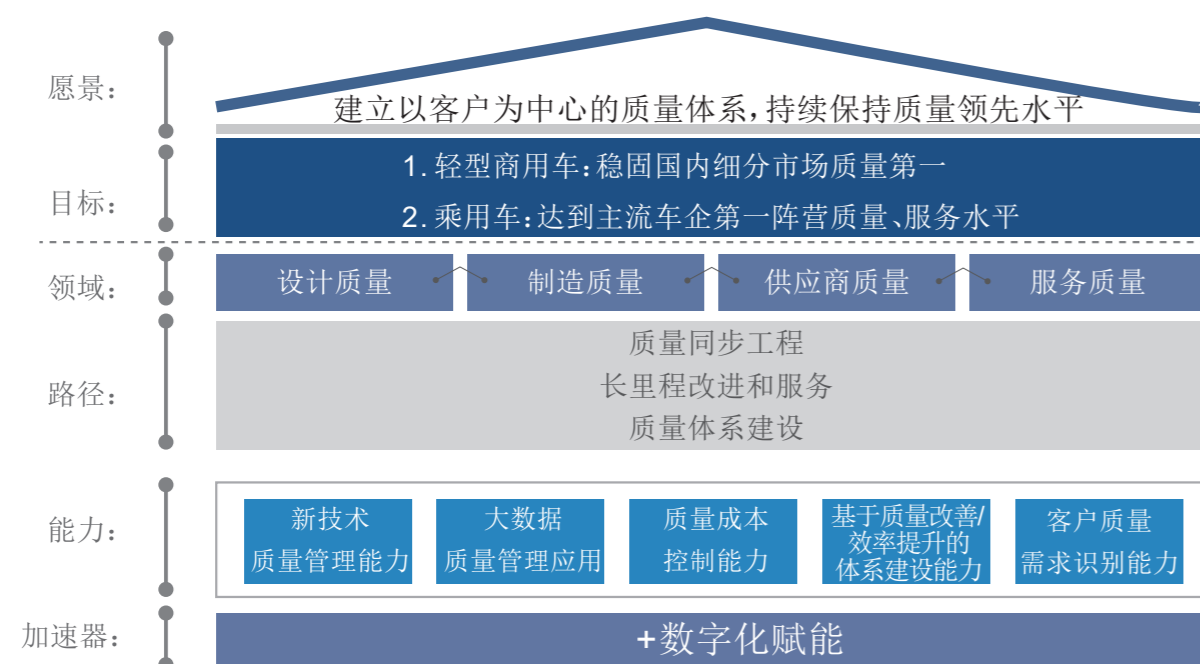 愿景：
建立以客户为中心的质量体系，持续保持质量领先水平
目标：
1. 轻型商用车：稳固国内细分市场质量第一
2. 乘用车：达到主流车企第一阵营质量、服务水平
领域：
设计质量
制造质量
供应商质量
服务质量
路径：
质量同步工程
长里程改进和服务
质量体系建设
能力：
新技术
质量管理能力
大数据
质量管理应用
质量成本
控制能力
基于质量改善/
效率提升的
体系建设能力
客户质量
需求识别能力
加速器：
+数字化赋能